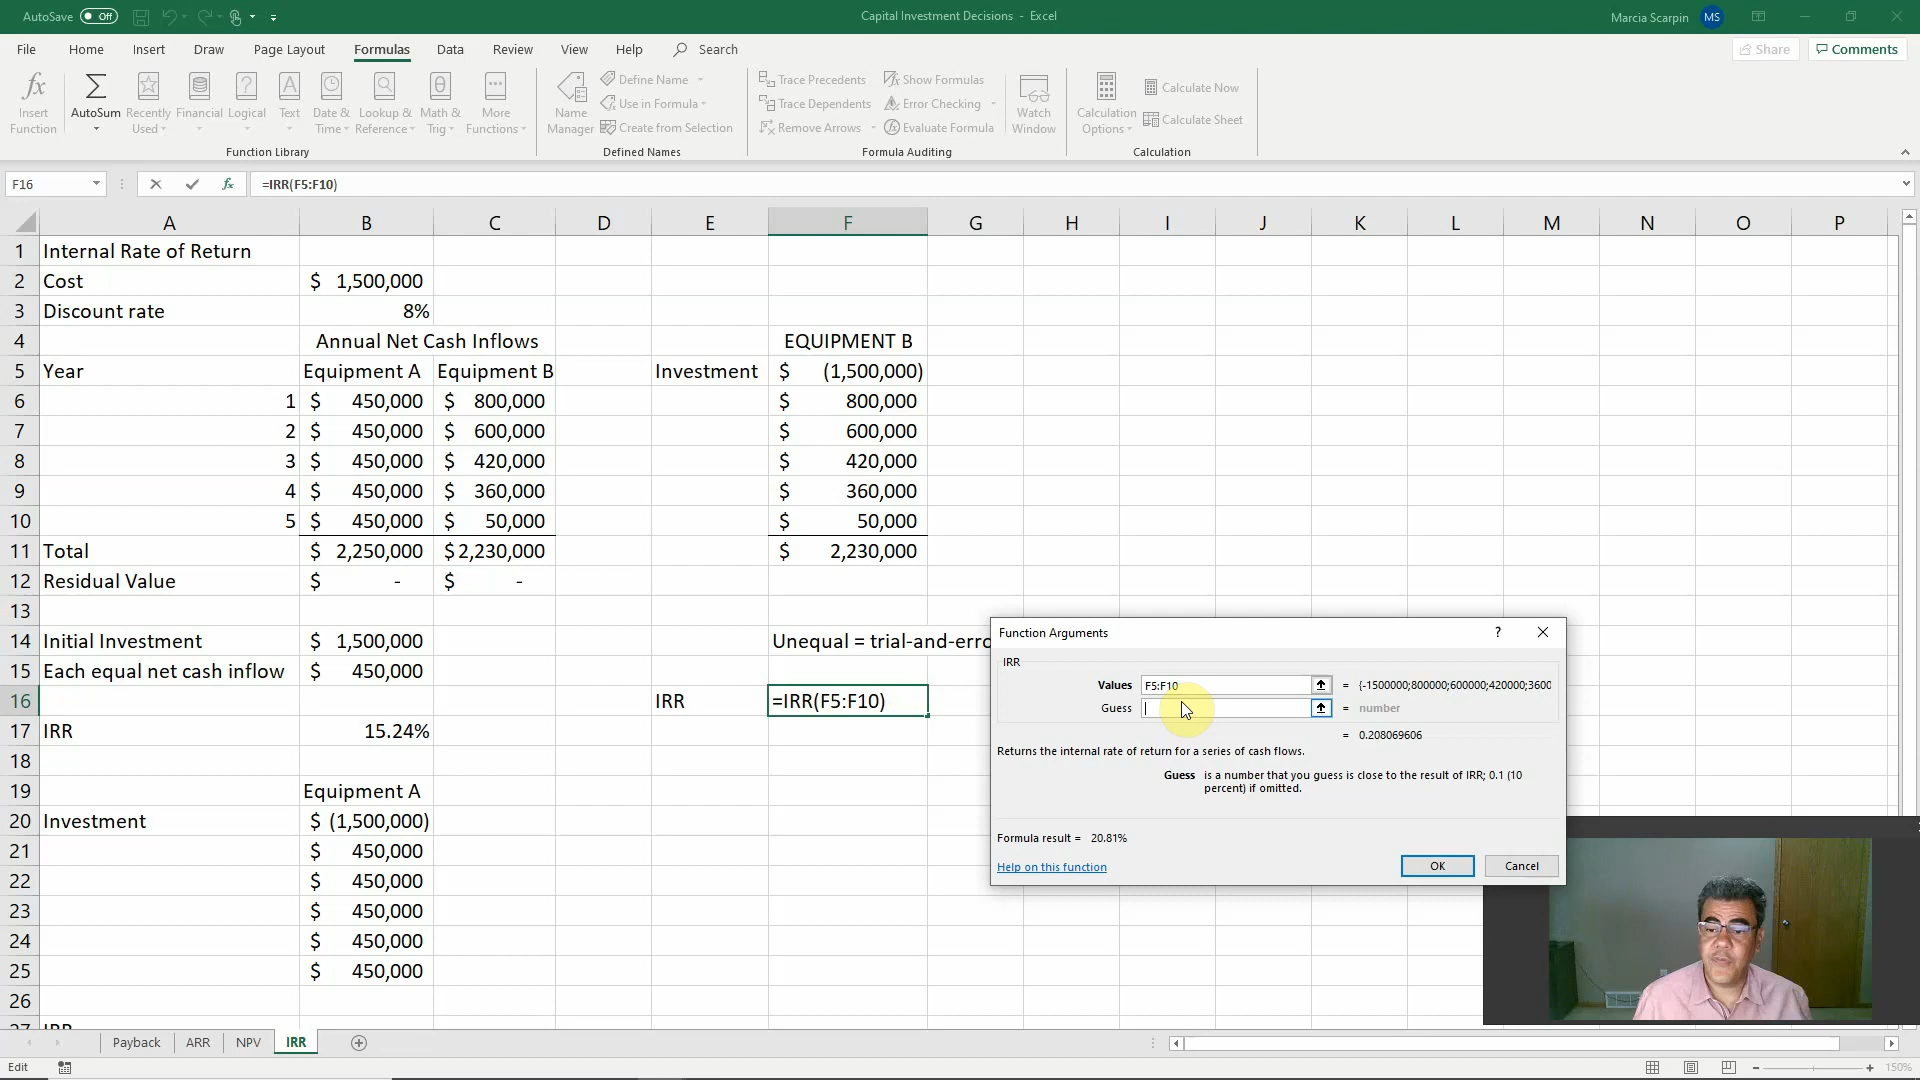 AutoSave Off
Capital Investment Decisions - Excel
Marcia Scarpin MS
File Home Insert Draw Page Layout Formulas Data Review View Help Search Share Comments
Insert Function
AutoSum
Recently Used
Financial
Logical
Text
Date & Time
Lookup & Reference
Math & Trig
More Functions
Function Library
Name Manager
Define Name
Use in Formula
Create from Selection
Defined Names
Trace Precedents
Trace Dependents
Remove Arrows
Show Formulas
Error Checking
Evaluate Formula
Formula Auditing
Watch Window
Calculation Options
Calculate Now
Calculate Sheet
Calculation
F16 fx =IRR(F5:F10)
A B C D E F G H I J K L M N O P
1 Internal Rate of Return
2 Cost $ 1,500,000
3 Discount rate 8%
4 Annual Net Cash Inflows EQUIPMENT B
5 Year Equipment A Equipment B Investment $ (1,500,000)
6 1 $ 450,000 $ 800,000 $ 800,000
7 2 $ 450,000 $ 600,000 $ 600,000
8 3 $ 450,000 $ 420,000 $ 420,000
9 4 $ 450,000 $ 360,000 $ 360,000
10 5 $ 450,000 $ 50,000 $ 50,000
11 Total $ 2,250,000 $ 2,230,000 $ 2,230,000
12 Residual Value $ - $ -
13
14 Initial Investment $ 1,500,000 Unequal = trial-and-erro
15 Each equal net cash inflow $ 450,000
16 IRR =IRR(F5:F10)
17 IRR 15.24%
18
19 Equipment A
20 Investment $ (1,500,000)
21 $ 450,000
22 $ 450,000
23 $ 450,000
24 $ 450,000
25 $ 450,000
26
27 IRR
Function Arguments ?
IRR
Values F5:F10 = {-1500000;800000;600000;420000;3600
Guess = number
= 0.208069606
Returns the internal rate of return for a series of cash flows.
Guess is a number that you guess is close to the result of IRR; 0.1 (10
percent) if omitted.
Formula result = 20.81%
Help on this function OK Cancel
Payback ARR NPV IRR
Edit 150%